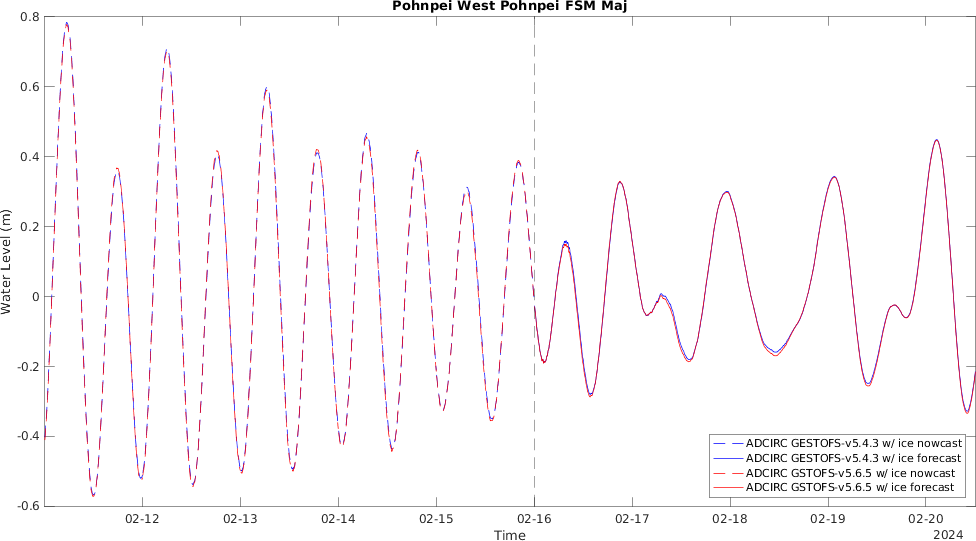 Pohnpei West Pohnpei FSM Maj
0.8
0.6
0.4
0.2
0
-0.2
-0.4
-0.6
Water Level (m)
02-12 02-13 02-14 02-15 02-16 02-17 02-18 02-19 02-20
Time
2024
ADCIRC GESTOFS-v5.4.3 w/ ice nowcast
ADCIRC GESTOFS-v5.4.3 w/ ice forecast
ADCIRC GSTOFS-v5.6.5 w/ ice nowcast
ADCIRC GSTOFS-v5.6.5 w/ ice forecast